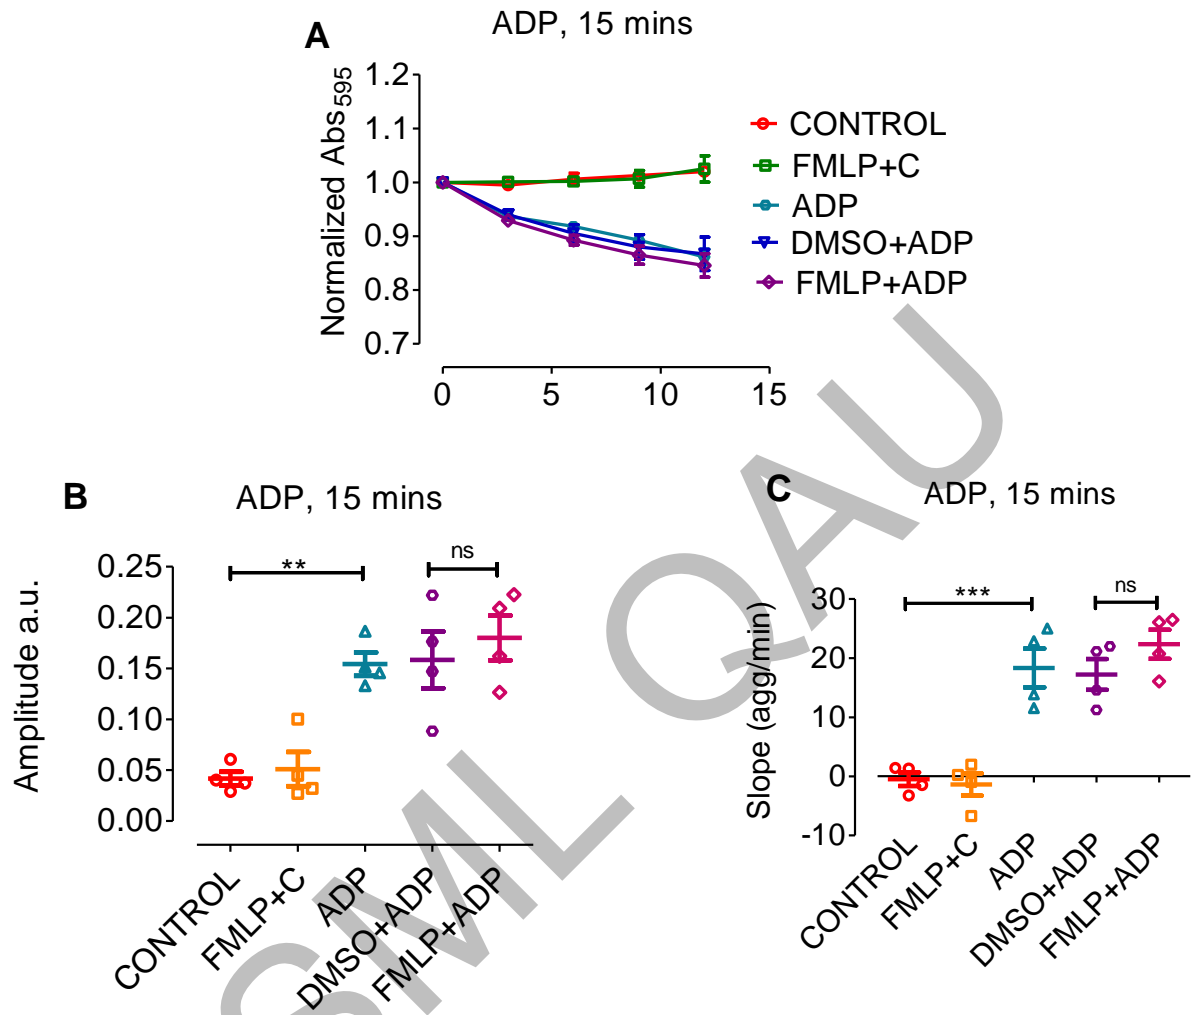 A
ADP, 15 mins
Normalized Abs595
1.2
1.1
1.0
0.9
0.8
0.7
0
5
10
15
CONTROL
FMLP+C
ADP
DMSO+ADP
FMLP+ADP
B
ADP, 15 mins
Amplitude a.u.
0.25
0.20
0.15
0.10
0.05
0.00
**
ns
CONTROL
FMLP+C
ADP
DMSO+ADP
FMLP+ADP
C
ADP, 15 mins
Slope (agg/min)
30
20
10
0
-10
***
ns
CONTROL
FMLP+C
ADP
DMSO+ADP
FMLP+ADP
SML QAU